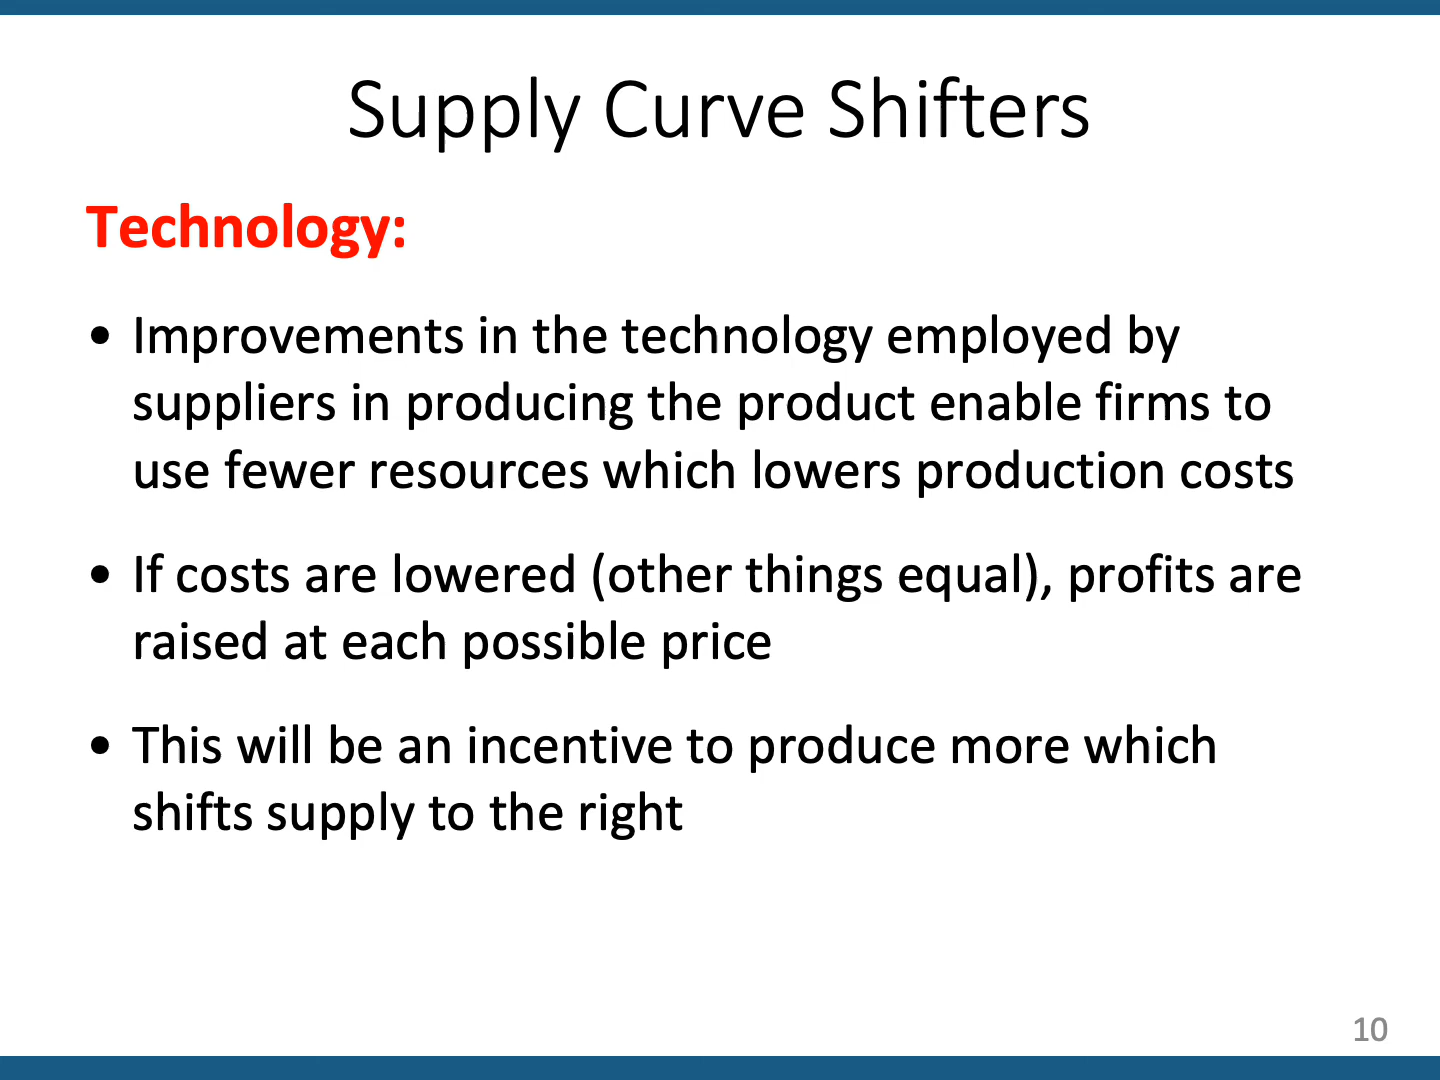 Supply Curve Shifters
Technology:
• Improvements in the technology employed by
suppliers in producing the product enable firms to
use fewer resources which lowers production costs
• If costs are lowered (other things equal), profits are
raised at each possible price
• This will be an incentive to produce more which
shifts supply to the right
10